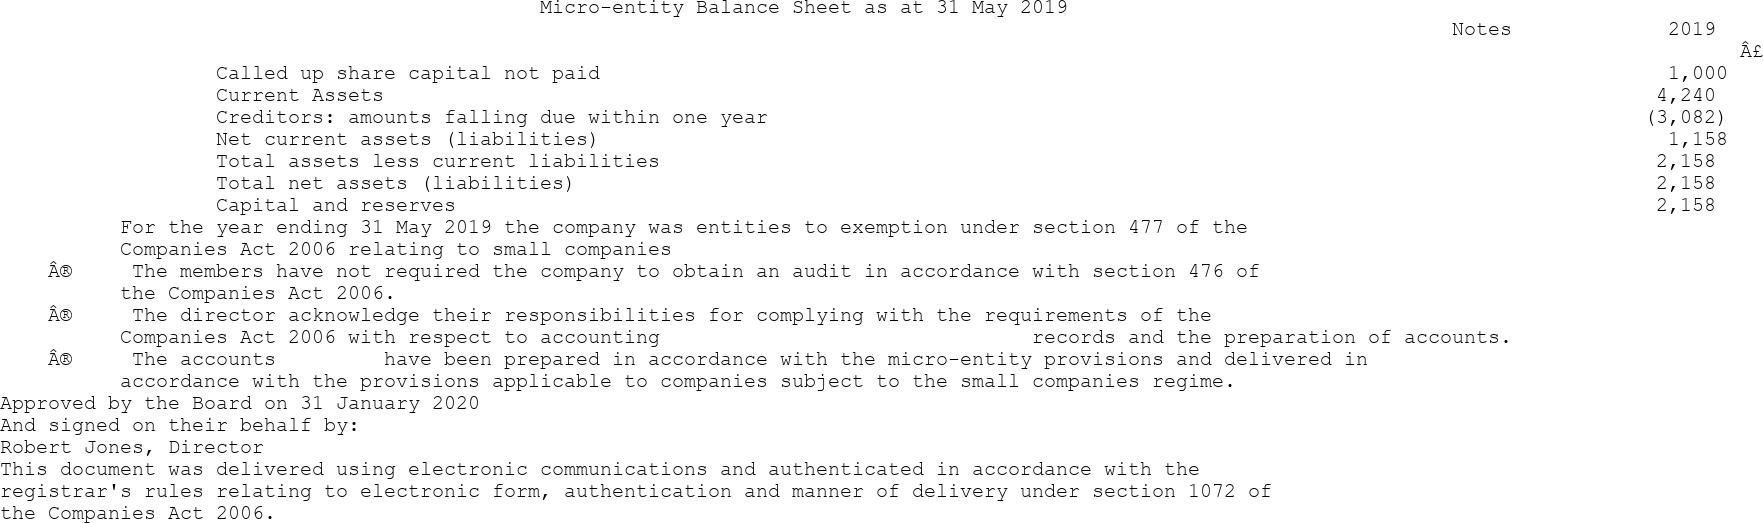 Micro-entity Balance Sheet as at 31 May 2019
Notes 2019
Â£
Called up share capital not paid 1,000
Current Assets 4,240
Creditors: amounts falling due within one year (3,082)
Net current assets (liabilities) 1,158
Total assets less current liabilities 2,158
Total net assets (liabilities) 2,158
Capital and reserves 2,158
For the year ending 31 May 2019 the company was entities to exemption under section 477 of the
Companies Act 2006 relating to small companies
Â® The members have not required the company to obtain an audit in accordance with section 476 of
the Companies Act 2006.
Â® The director acknowledge their responsibilities for complying with the requirements of the
Companies Act 2006 with respect to accounting records and the preparation of accounts.
Â® The accounts have been prepared in accordance with the micro-entity provisions and delivered in
accordance with the provisions applicable to companies subject to the small companies regime.
Approved by the Board on 31 January 2020
And signed on their behalf by:
Robert Jones, Director
This document was delivered using electronic communications and authenticated in accordance with the
registrar's rules relating to electronic form, authentication and manner of delivery under section 1072 of
the Companies Act 2006.